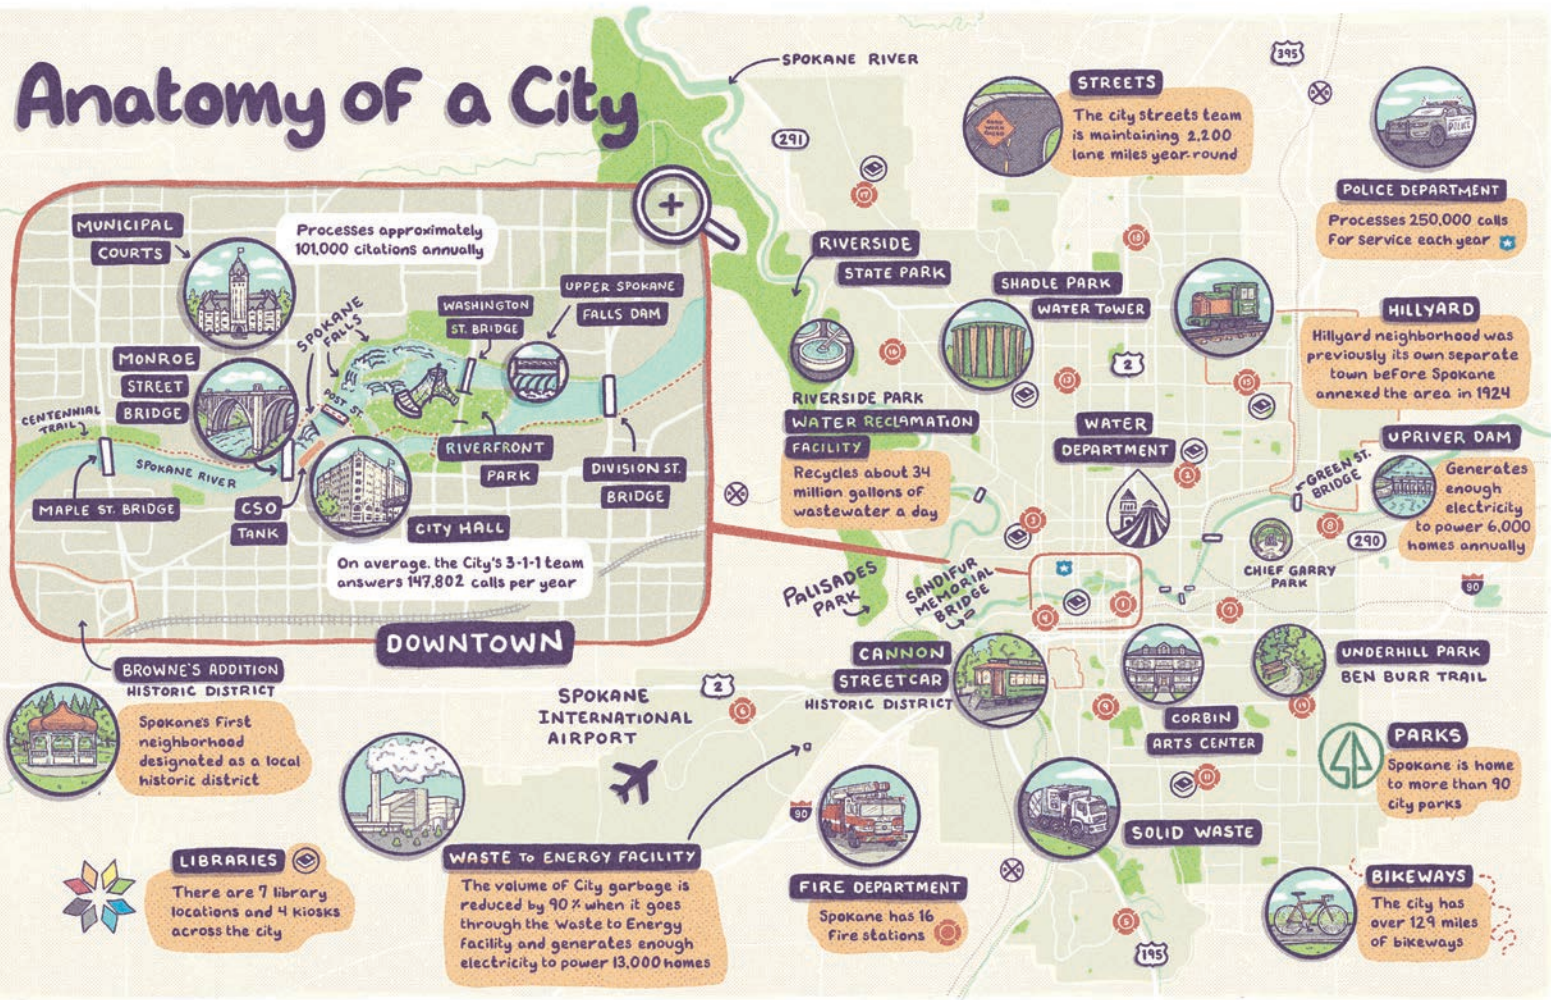 Anatomy of a City
SPOKANE RIVER
395
291
STREETS
The city streets team
is maintaining 2,200
lane miles year-round
POLICE
POLICE DEPARTMENT
Processes 250,000 calls
for service each year
MUNICIPAL
COURTS
Processes approximately
101,000 citations annually
SPOKANE
FALLS
WASHINGTON
ST. BRIDGE
UPPER SPOKANE
FALLS DAM
MONROE
STREET
BRIDGE
CENTENNIAL
TRAIL
POST ST.
SPOKANE RIVER
RIVERFRONT
PARK
DIVISION ST.
BRIDGE
MAPLE ST. BRIDGE
CSO
TANK
CITY HALL
On average, the City's 3-1-1 team
answers 147,802 calls per year
DOWNTOWN
RIVERSIDE
STATE PARK
SHADLE PARK
WATER TOWER
2
HILLYARD
Hillyard neighborhood was
previously its own separate
town before Spokane
annexed the area in 1924
RIVERSIDE PARK
WATER RECLAMATION
FACILITY
Recycles about 34
million gallons of
wastewater a day
WATER
DEPARTMENT
GREEN ST.
BRIDGE
UPRIVER DAM
Generates
enough
electricity
to power 6,000
homes annually
290
CHIEF GARRY
PARK
90
PALISADES
PARK
SANDIFUR
MEMORIAL
BRIDGE
BROWNE'S ADDITION
HISTORIC DISTRICT
Spokane's first
neighborhood
designated as a local
historic district
SPOKANE
INTERNATIONAL
AIRPORT
2
CANNON
STREETCAR
HISTORIC DISTRICT
CORBIN
ARTS CENTER
UNDERHILL PARK
BEN BURR TRAIL
PARKS
Spokane is home
to more than 90
city parks
LIBRARIES
There are 7 library
locations and 4 kiosks
across the city
WASTE TO ENERGY FACILITY
The volume of City garbage is
reduced by 90% when it goes
through the Waste to Energy
Facility and generates enough
electricity to power 13,000 homes
90
FIRE DEPARTMENT
Spokane has 16
fire stations
SOLID WASTE
195
BIKEWAYS
The city has
over 129 miles
of bikeways